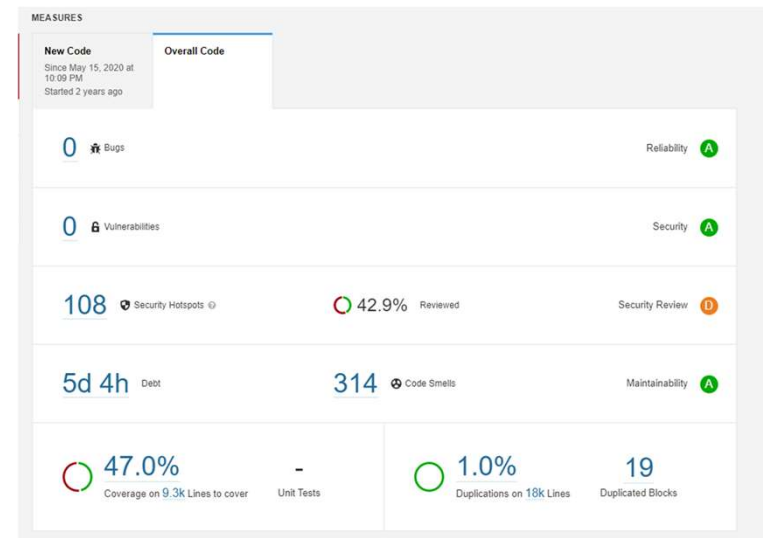 MEASURES
New Code
Since May 15, 2020 at
10:09 PM
Started 2 years ago
Overall Code
0 Bugs
Reliability A
0 Vulnerabilities
Security A
108 Security Hotspots ?
42.9% Reviewed
Security Review D
5d 4h Debt
314 Code Smells
Maintainability A
47.0%
Coverage on 9.3k Lines to cover
-
Unit Tests
1.0%
Duplications on 18k Lines
19
Duplicated Blocks